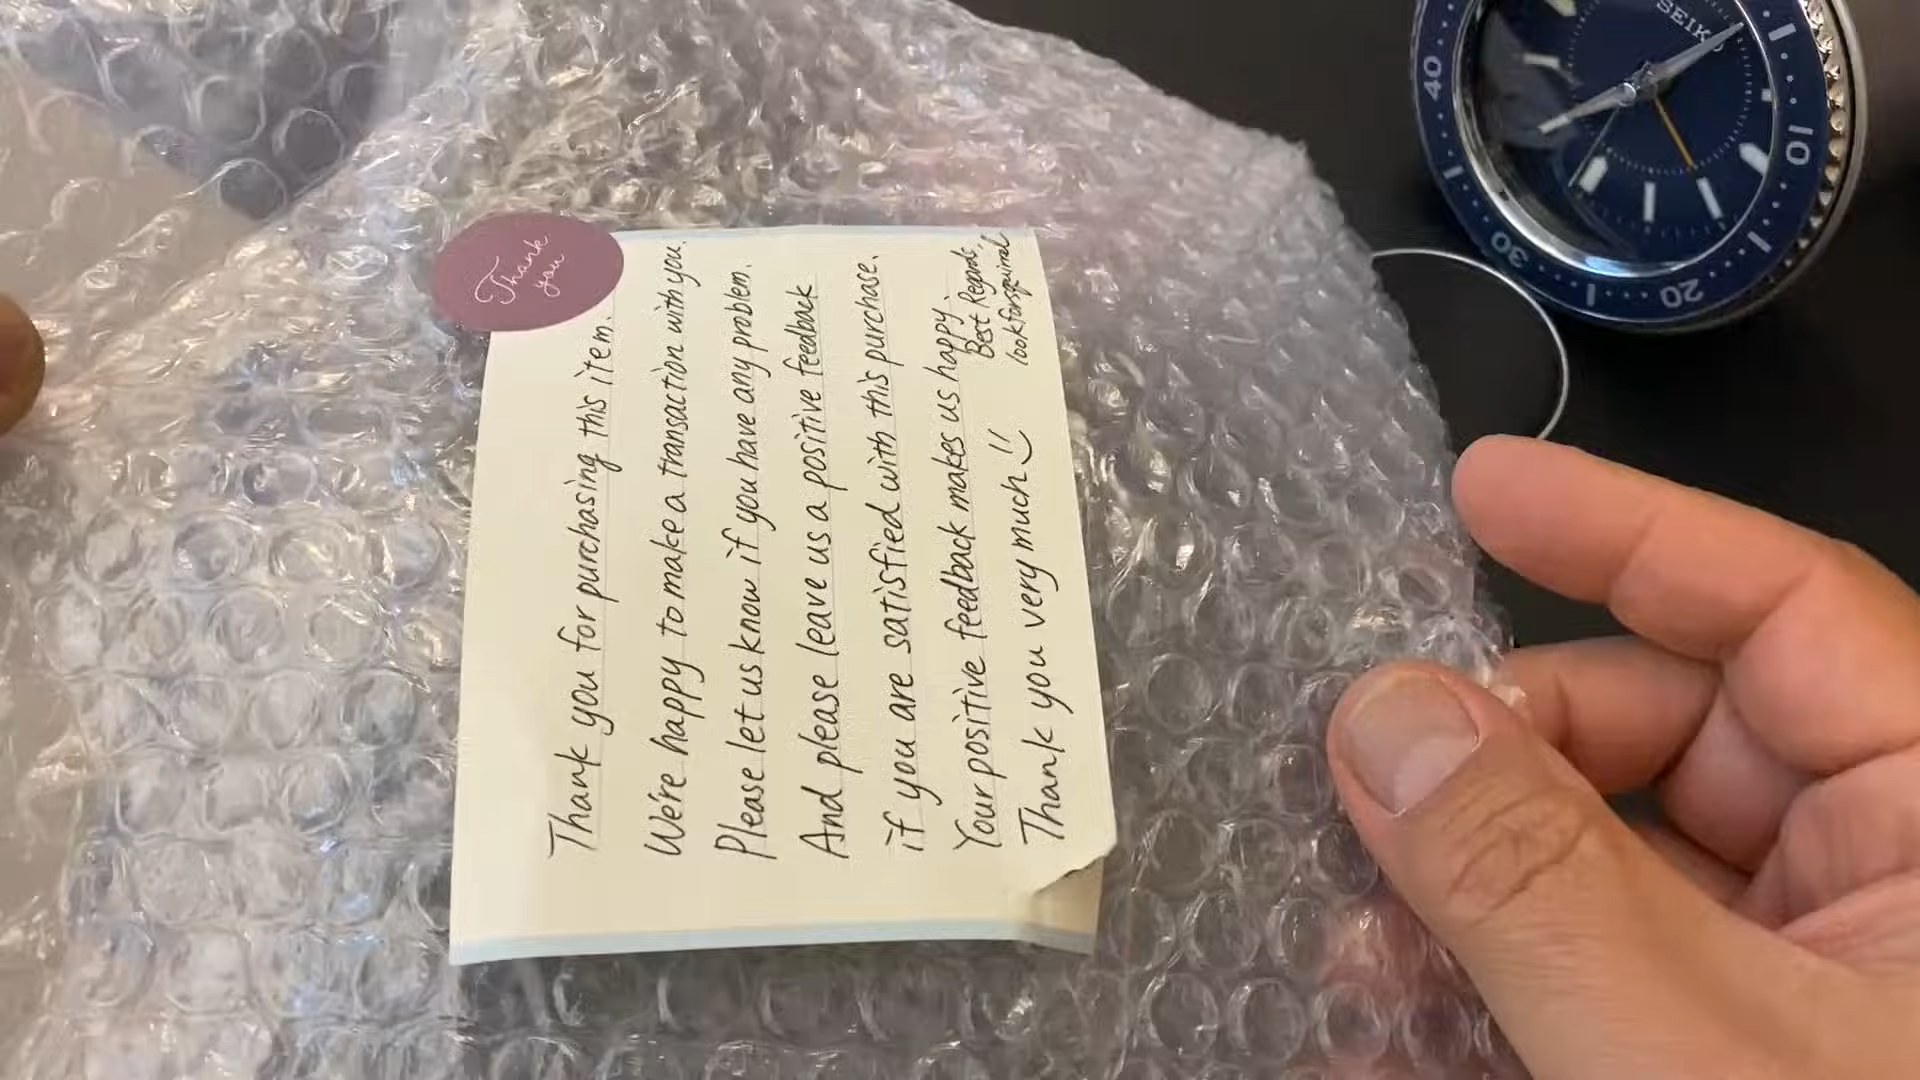 Thank
you
Thank you for purchasing this item.
We're happy to make a transaction with you.
Please let us know if you have any problem.
And please leave us a positive feedback
if you are satisfied with this purchase.
Your positive feedback makes us happy.
Thank you very much
Best Regards,
lookforsquirrel
SEIKO
10
20
30
40